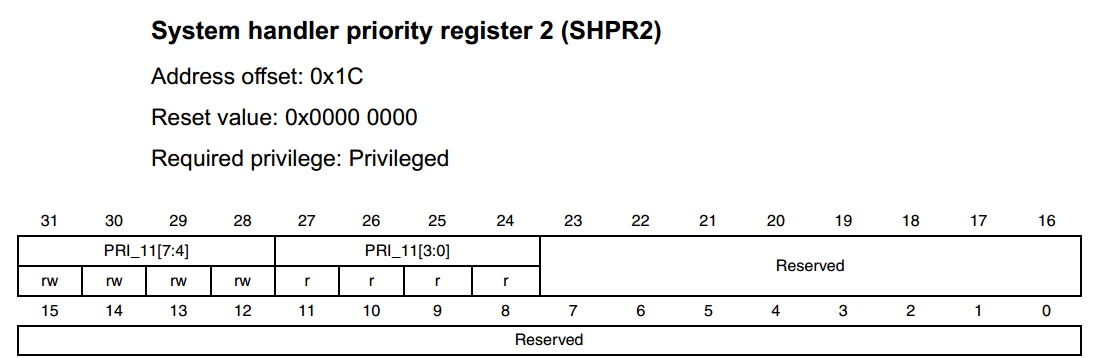 System handler priority register 2 (SHPR2)
Address offset: 0x1C
Reset value: 0x0000 0000
Required privilege: Privileged
31 30 29 28 27 26 25 24 23 22 21 20 19 18 17 16
PRI_11[7:4] PRI_11[3:0] Reserved
rw rw rw rw r r r r
15 14 13 12 11 10 9 8 7 6 5 4 3 2 1 0
Reserved